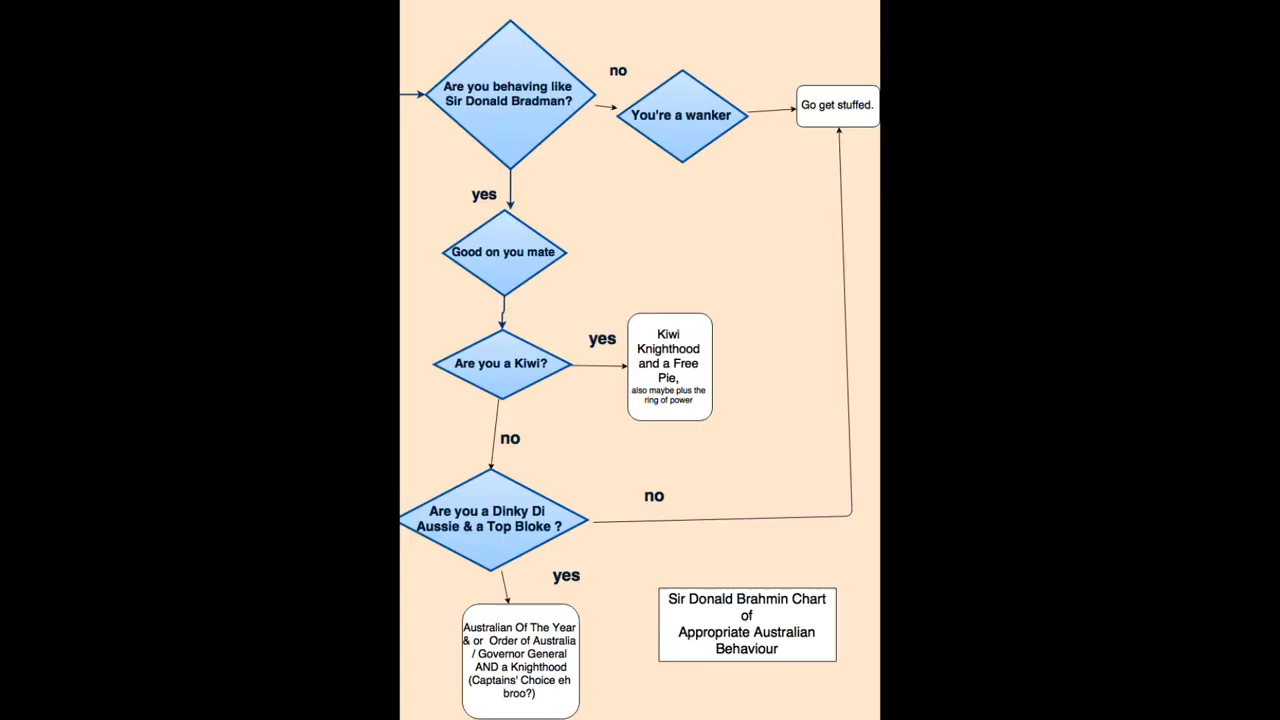 Are you behaving like
Sir Donald Bradman?
no
You're a wanker
Go get stuffed.
yes
Good on you mate
Are you a Kiwi?
yes
Kiwi
Knighthood
and a Free
Pie,
also maybe plus the
ring of power
no
Are you a Dinky Di
Aussie & a Top Bloke ?
no
yes
Australian Of The Year
& or  Order of Australia
/ Governor General
AND a Knighthood
(Captains' Choice eh
broo?)
Sir Donald Brahmin Chart
of
Appropriate Australian
Behaviour